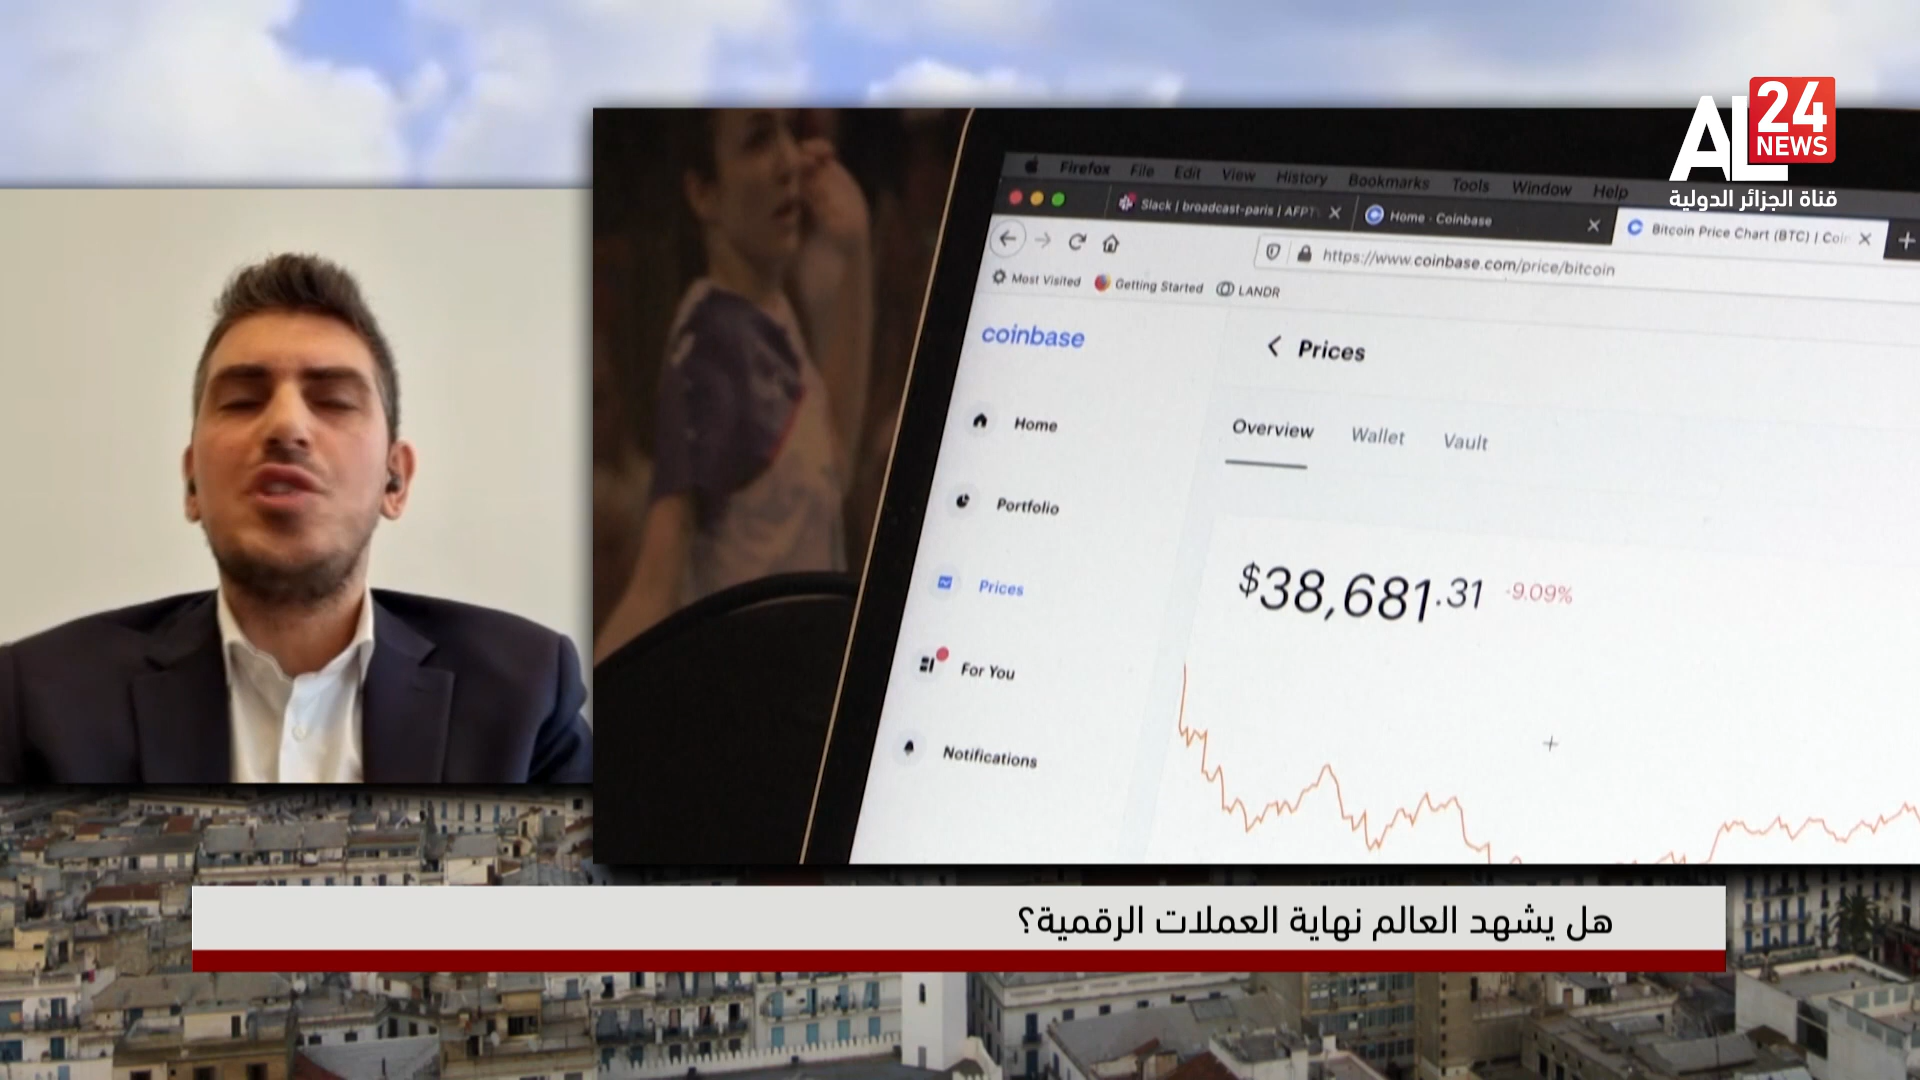 AL
24
NEWS
قناة الجزائر الدولية
Firefox File Edit View History Bookmarks Tools Window Help
Slack | broadcast-paris | AFPT
Home - Coinbase
Bitcoin Price Chart (BTC) | Coin
https://www.coinbase.com/price/bitcoin
Most Visited Getting Started LANDR
coinbase
Prices
Overview Wallet Vault
Home
Portfolio
Prices
For You
Notifications
$38,681.31 -9.09%
هل يشهد العالم نهاية العملات الرقمية؟